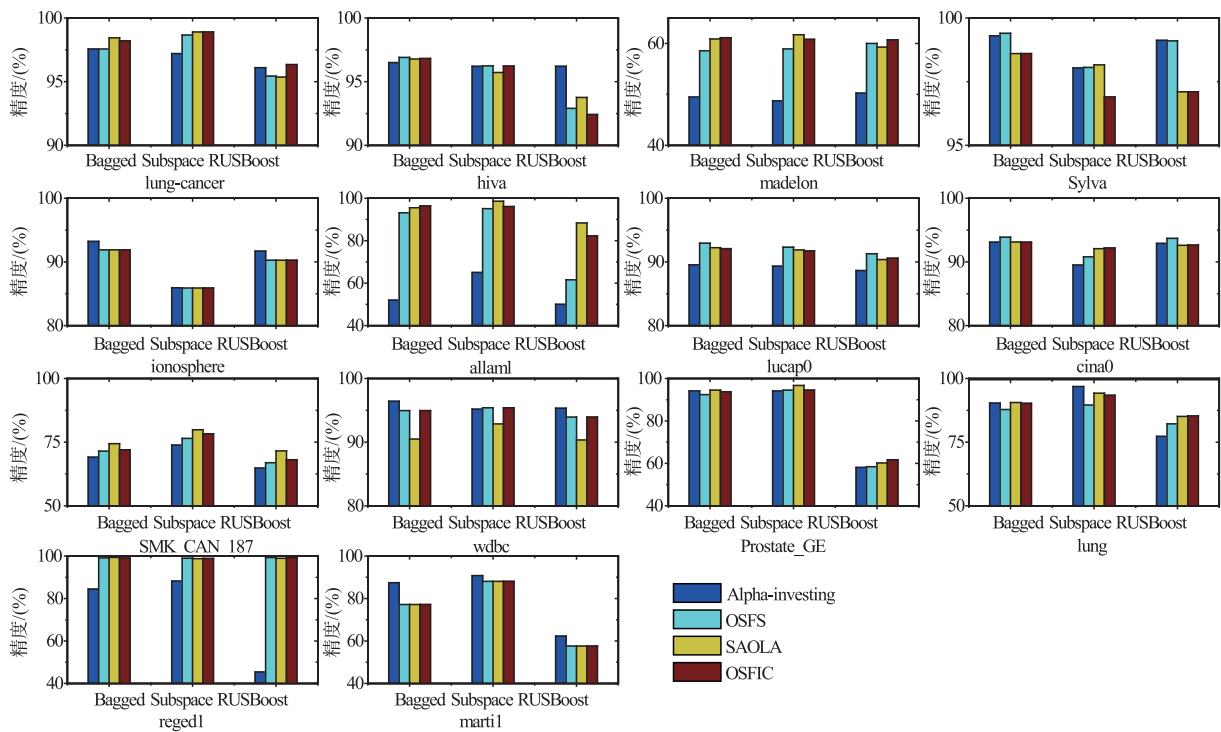 100
95
90
精度/(%)
Bagged Subspace RUSBoost
lung-cancer
100
95
90
精度/(%)
Bagged Subspace RUSBoost
hiva
60
40
精度/(%)
Bagged Subspace RUSBoost
madelon
100
95
精度/(%)
Bagged Subspace RUSBoost
Sylva
100
90
80
精度/(%)
Bagged Subspace RUSBoost
ionosphere
100
80
60
40
精度/(%)
Bagged Subspace RUSBoost
allaml
100
90
80
精度/(%)
Bagged Subspace RUSBoost
lucap0
100
90
80
精度/(%)
Bagged Subspace RUSBoost
cina0
100
75
50
精度/(%)
Bagged Subspace RUSBoost
SMK_CAN_187
100
90
80
精度/(%)
Bagged Subspace RUSBoost
wdbc
100
80
60
40
精度/(%)
Bagged Subspace RUSBoost
Prostate_GE
100
75
50
精度/(%)
Bagged Subspace RUSBoost
lung
100
80
60
40
精度/(%)
Bagged Subspace RUSBoost
reged1
100
80
60
40
精度/(%)
Bagged Subspace RUSBoost
marti1
Alpha-investing
OSFS
SAOLA
OSFIC